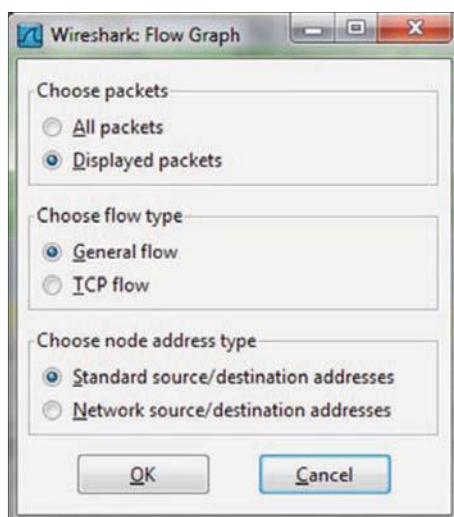 Wireshark: Flow Graph
Choose packets
All packets
Displayed packets
Choose flow type
General flow
TCP flow
Choose node address type
Standard source/destination addresses
Network source/destination addresses
OK Cancel